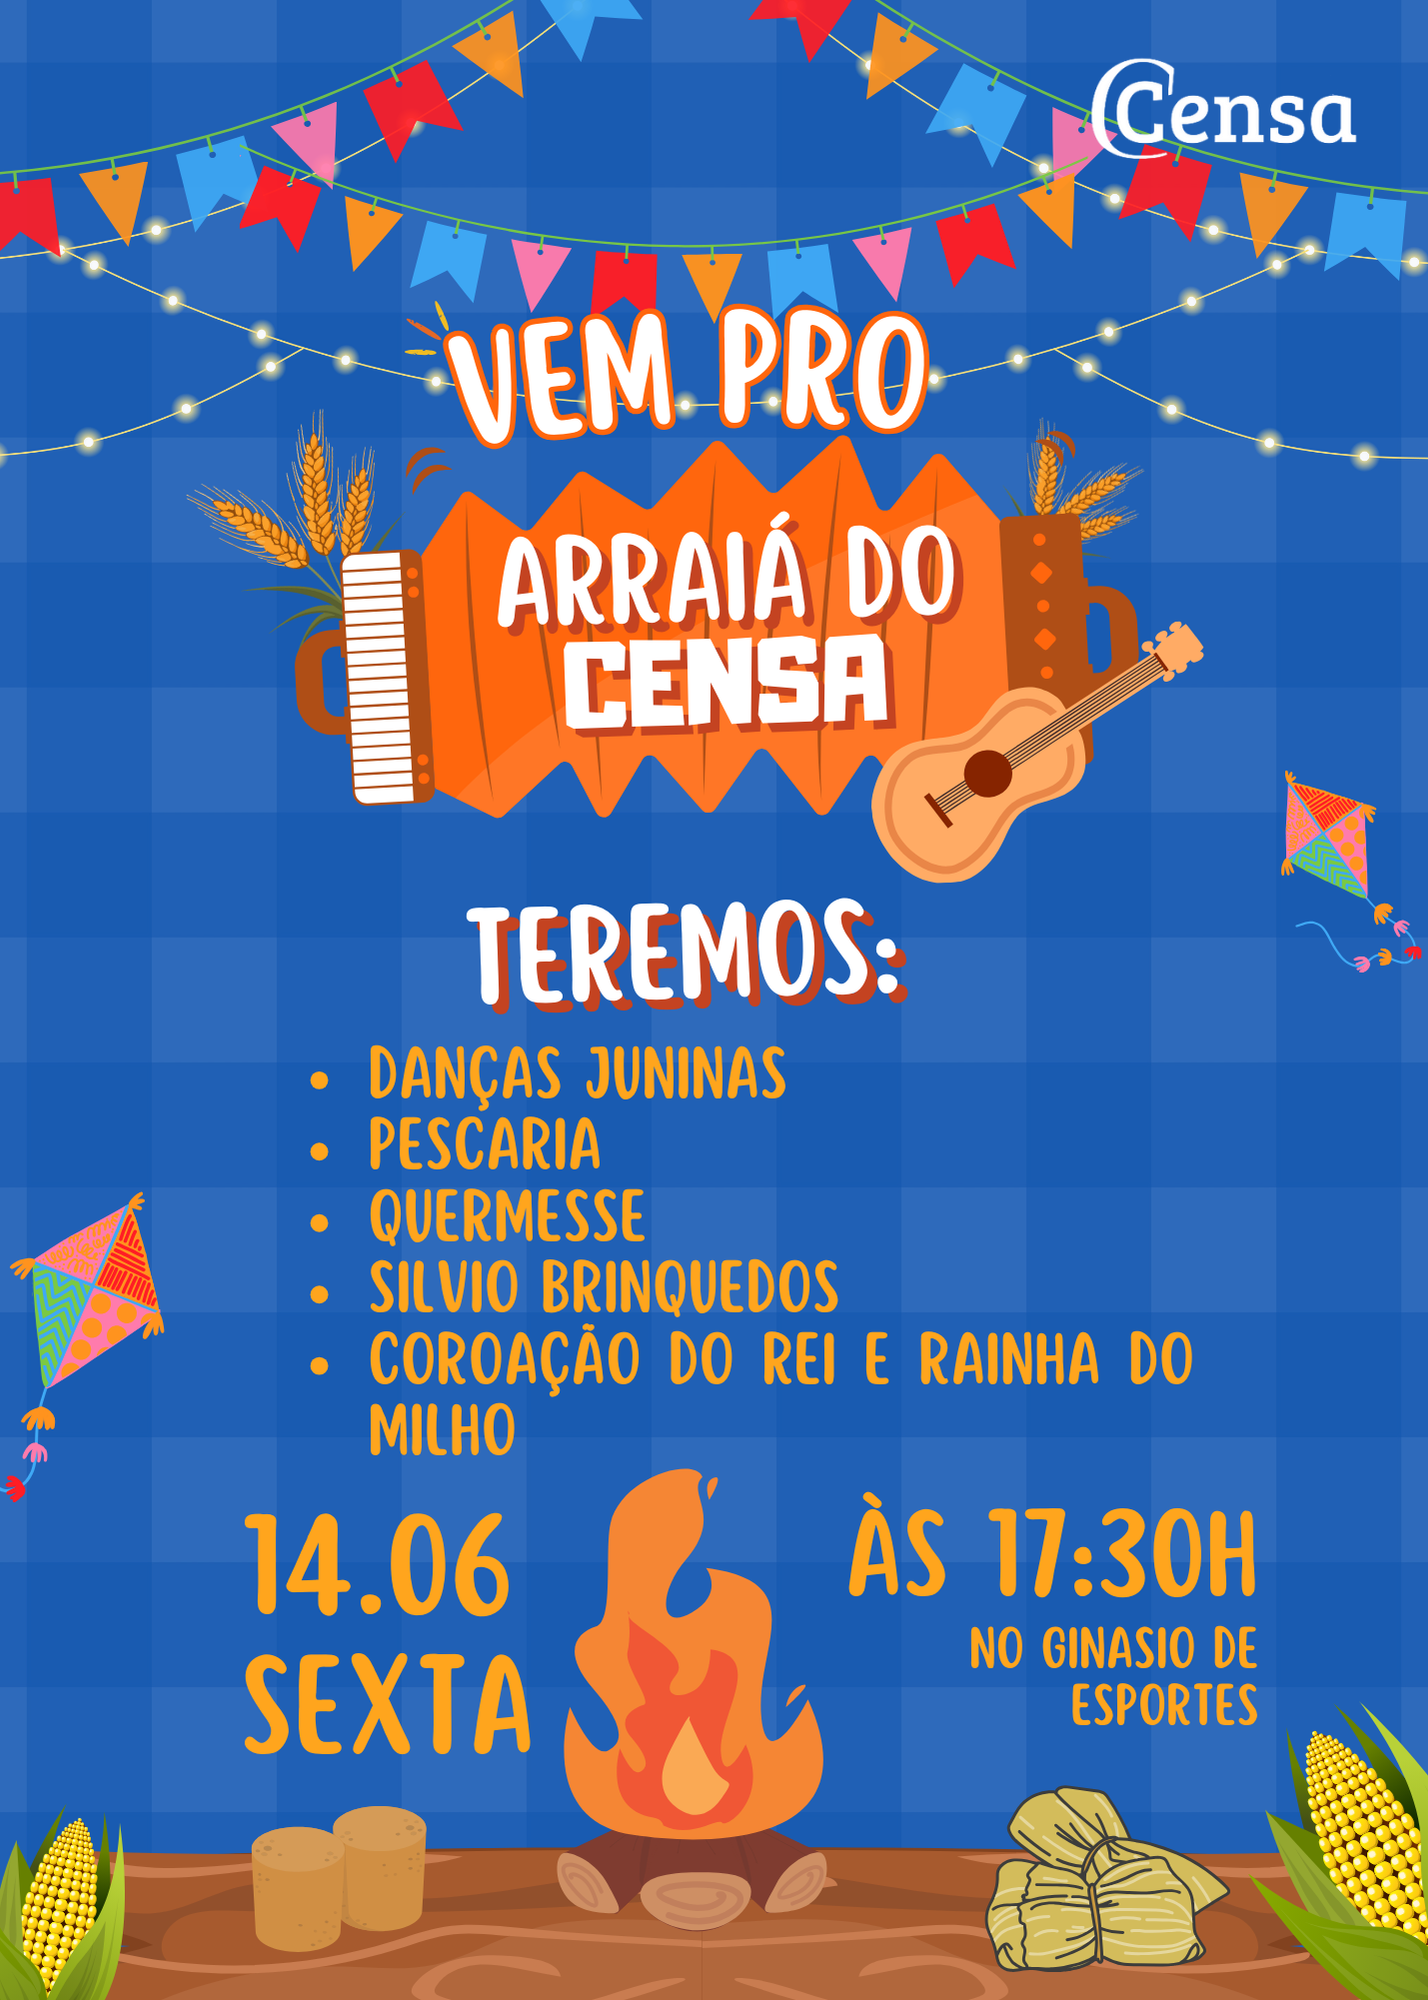 Censa
VEM PRO
ARRAIÁ DO
CENSA
TEREMOS:
• DANÇAS JUNINAS
• PESCARIA
• QUERMESSE
• SILVIO BRINQUEDOS
• COROAÇÃO DO REI E RAINHA DO
MILHO
14.06
SEXTA
ÀS 17:30H
NO GINASIO DE
ESPORTES